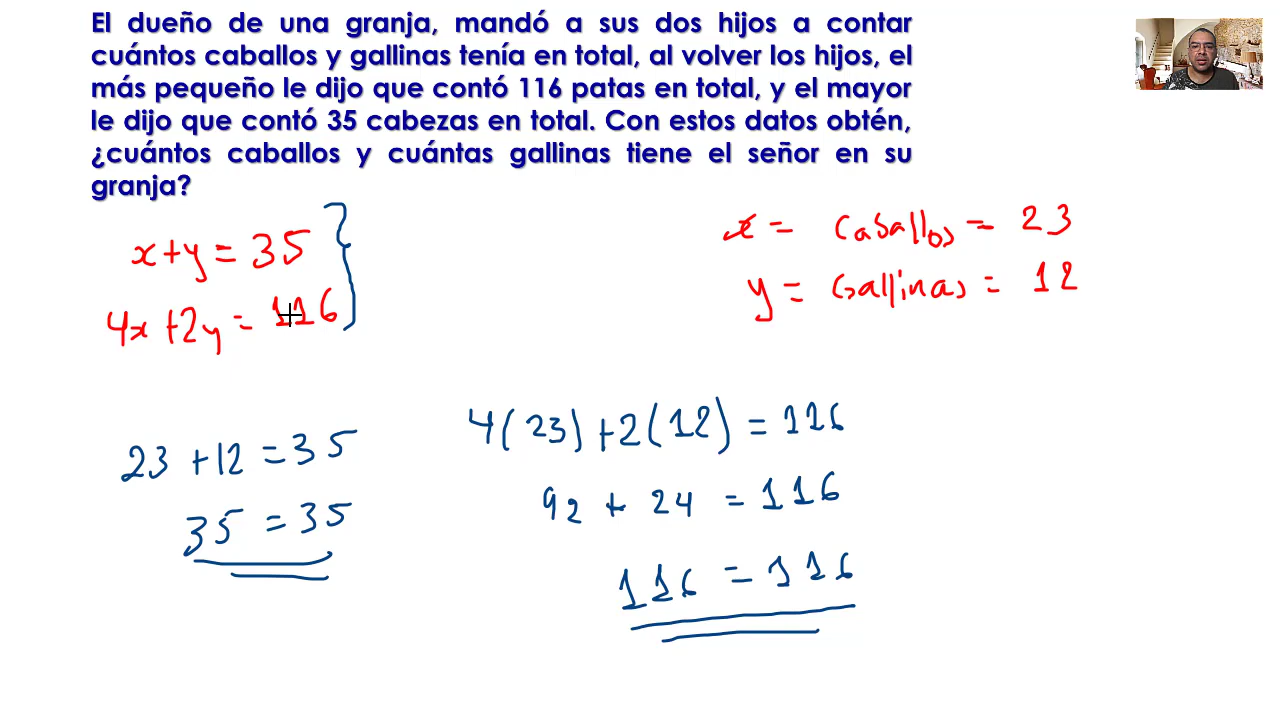 El dueño de una granja, mandó a sus dos hijos a contar
cuántos caballos y gallinas tenía en total, al volver los hijos, el
más pequeño le dijo que contó 116 patas en total, y el mayor
le dijo que contó 35 cabezas en total. Con estos datos obtén,
¿cuántos caballos y cuántas gallinas tiene el señor en su
granja?
x+y = 35
4x +2y = 116
x = caballos = 23
y = Gallinas = 12
23 +12 = 35
35 = 35
4(23)+2(12) = 116
92 + 24 = 116
116 = 116